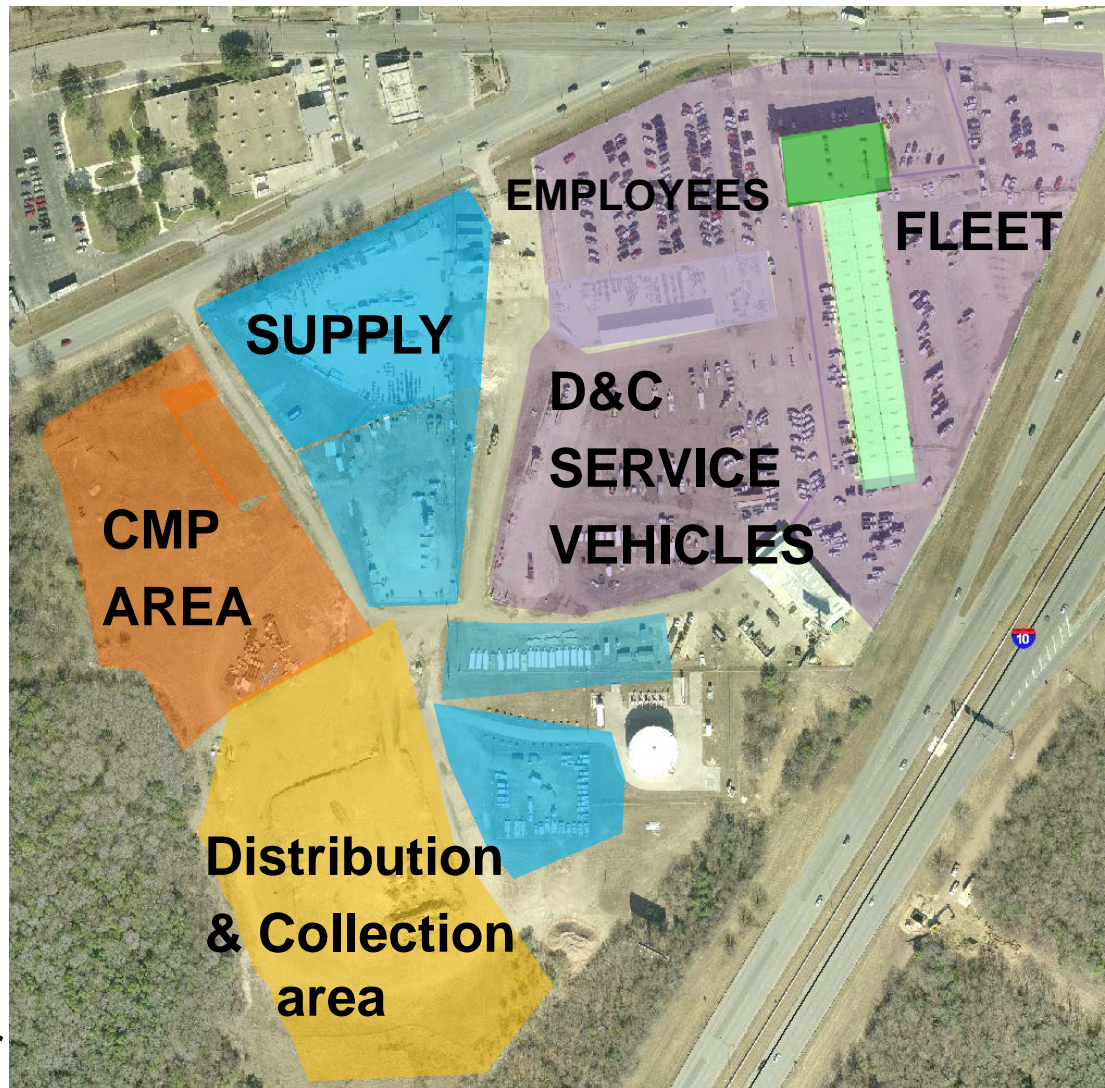 EMPLOYEES
FLEET
SUPPLY
D&C
SERVICE
VEHICLES
CMP
AREA
10
Distribution
& Collection
area